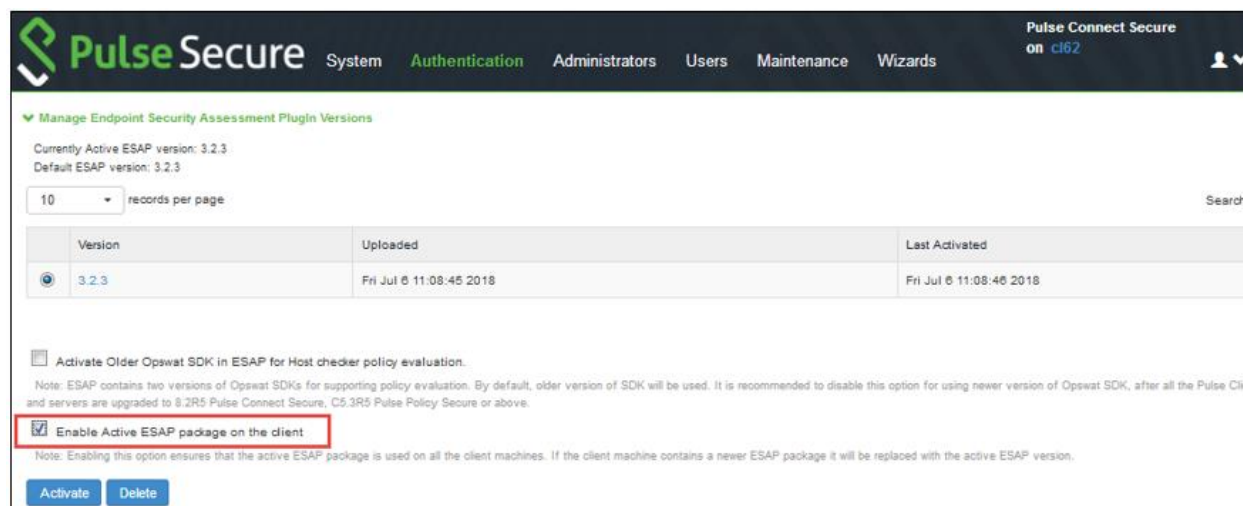 Pulse Secure
System Authentication Administrators Users Maintenance Wizards
Pulse Connect Secure
on cl62
Manage Endpoint Security Assessment PlugIn Versions
Currently Active ESAP version: 3.2.3
Default ESAP version: 3.2.3
10 records per page
Search
Version Uploaded Last Activated
3.2.3 Fri Jul 6 11:08:45 2018 Fri Jul 6 11:08:46 2018
Activate Older Opswat SDK in ESAP for Host checker policy evaluation.
Note: ESAP contains two versions of Opswat SDKs for supporting policy evaluation. By default, older version of SDK will be used. It is recommended to disable this option for using newer version of Opswat SDK, after all the Pulse Cli
and servers are upgraded to 8.2R5 Pulse Connect Secure, C5.3R5 Pulse Policy Secure or above.
Enable Active ESAP package on the client
Note: Enabling this option ensures that the active ESAP package is used on all the client machines. If the client machine contains a newer ESAP package it will be replaced with the active ESAP version.
Activate Delete